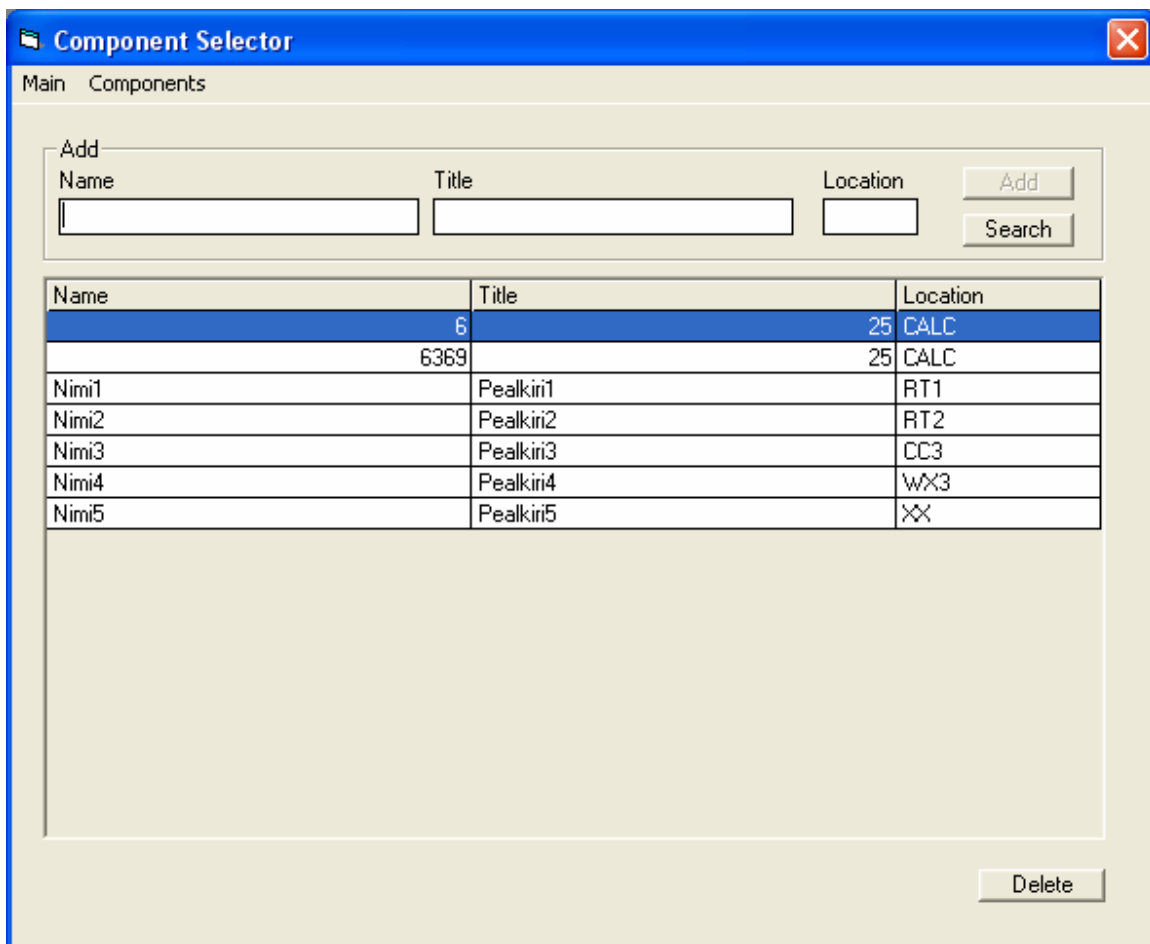 Component Selector
Main Components
Add
Name Title Location Add
Search
Name Title Location
6 25 CALC
6369 25 CALC
Nimi1 Pealkiri1 RT1
Nimi2 Pealkiri2 RT2
Nimi3 Pealkiri3 CC3
Nimi4 Pealkiri4 WX3
Nimi5 Pealkiri5 XX
Delete